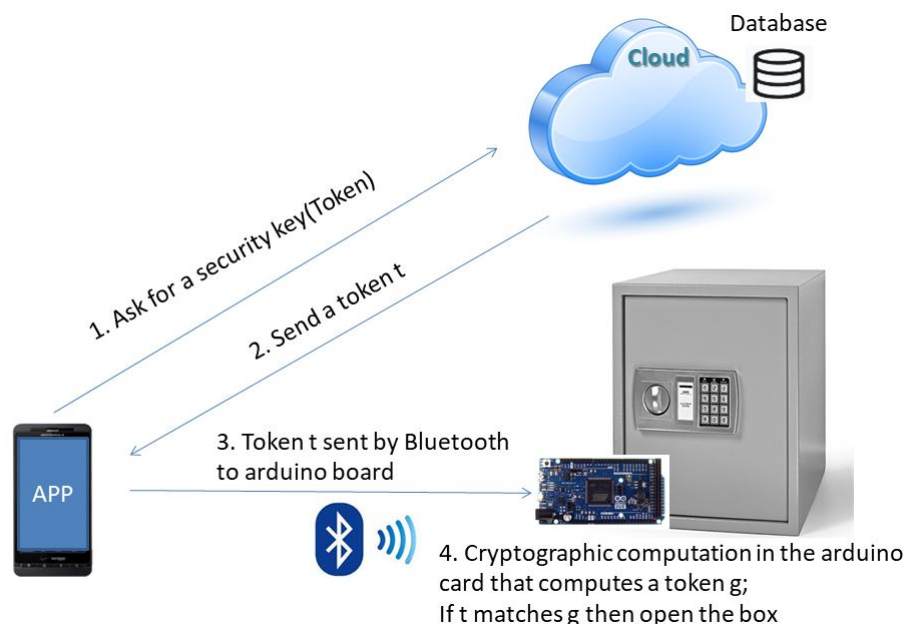 Database
Cloud
1. Ask for a security key(Token)
2. Send a token t
3. Token t sent by Bluetooth
to arduino board
APP
4. Cryptographic computation in the arduino
card that computes a token g;
If t matches g then open the box